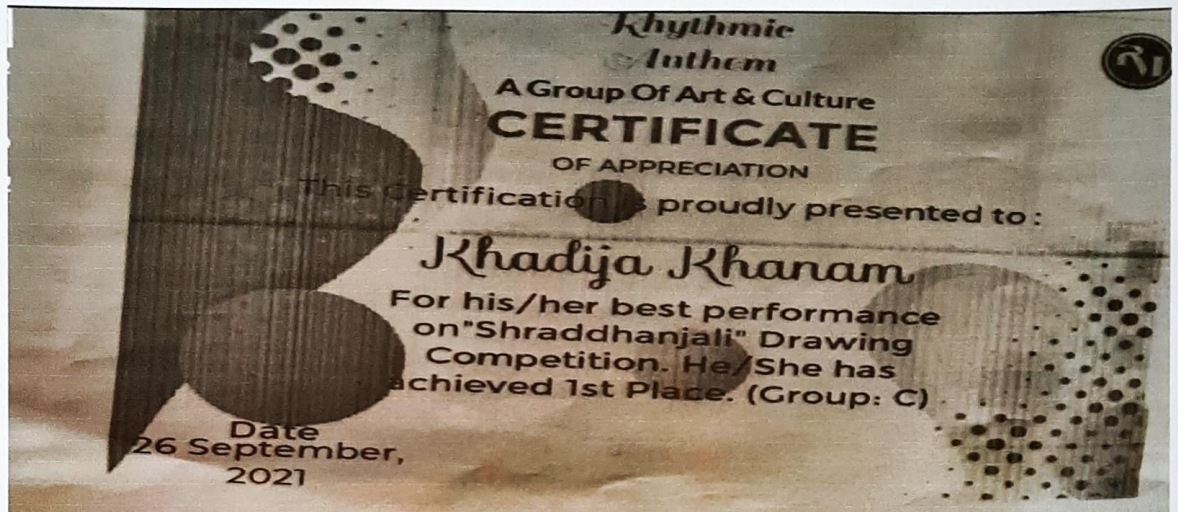 Rhythmic
Anthem
A Group Of Art & Culture
CERTIFICATE
OF APPRECIATION
This Certification is proudly presented to :
Khadija Khanam
For his/her best performance
on"Shraddhanjali" Drawing
Competition. He/She has
achieved 1st Place. (Group: C)
Date
26 September,
2021